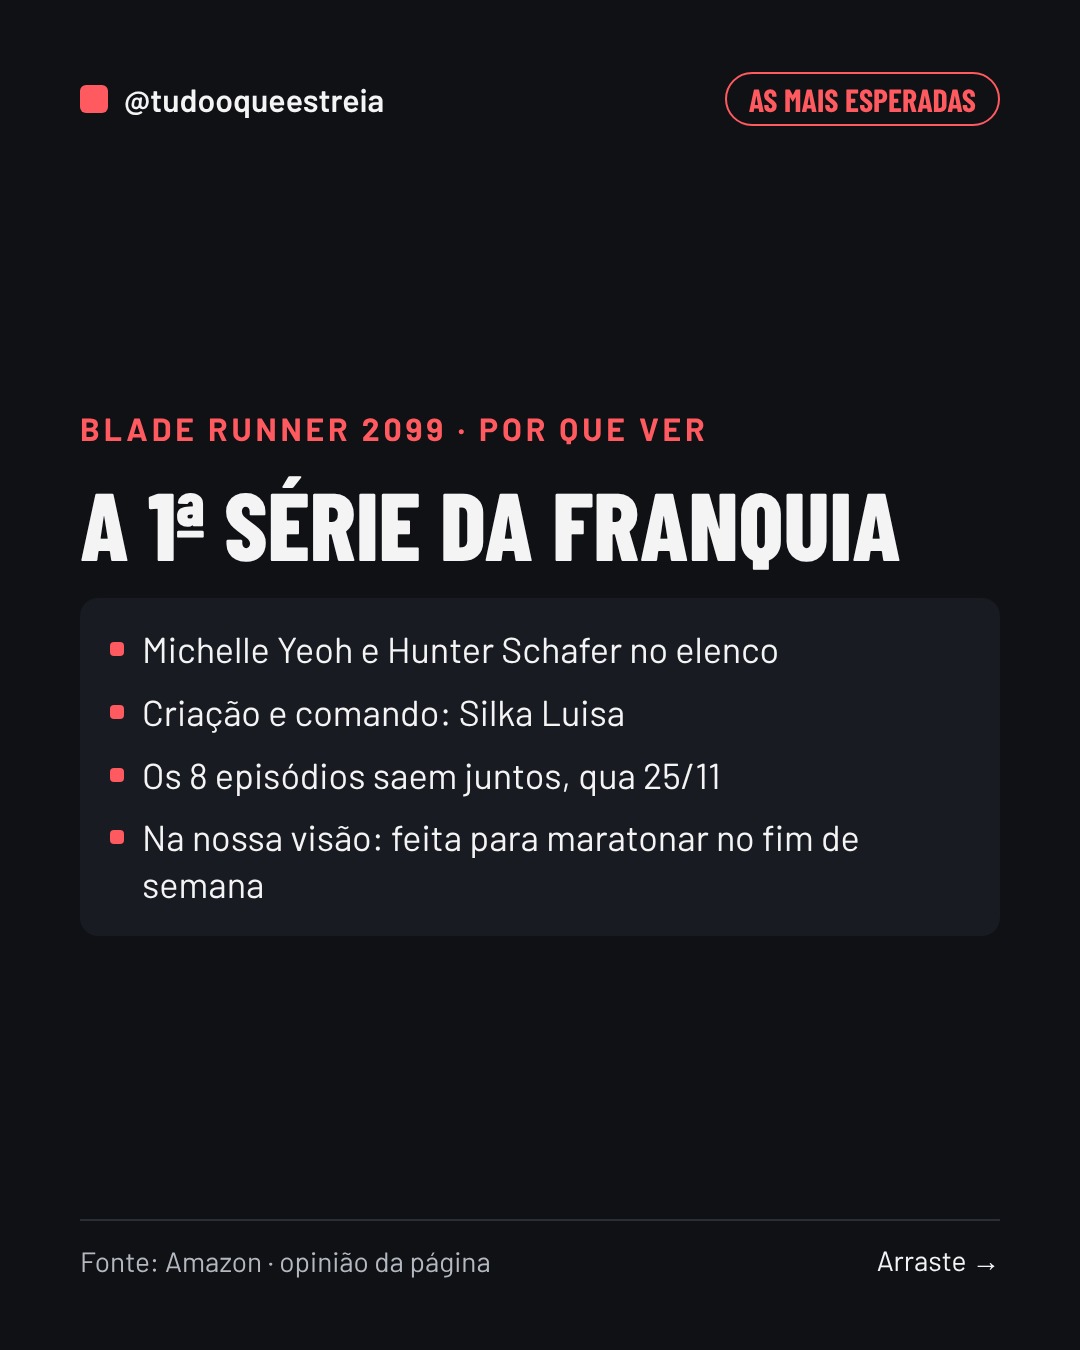 @tudooqueestreia
AS MAIS ESPERADAS
BLADE RUNNER 2099 · POR QUE VER
A 1ª SÉRIE DA FRANQUIA
Michelle Yeoh e Hunter Schafer no elenco
Criação e comando: Silka Luisa
Os 8 episódios saem juntos, qua 25/11
Na nossa visão: feita para maratonar no fim de
semana
Fonte: Amazon · opinião da página
Arraste →